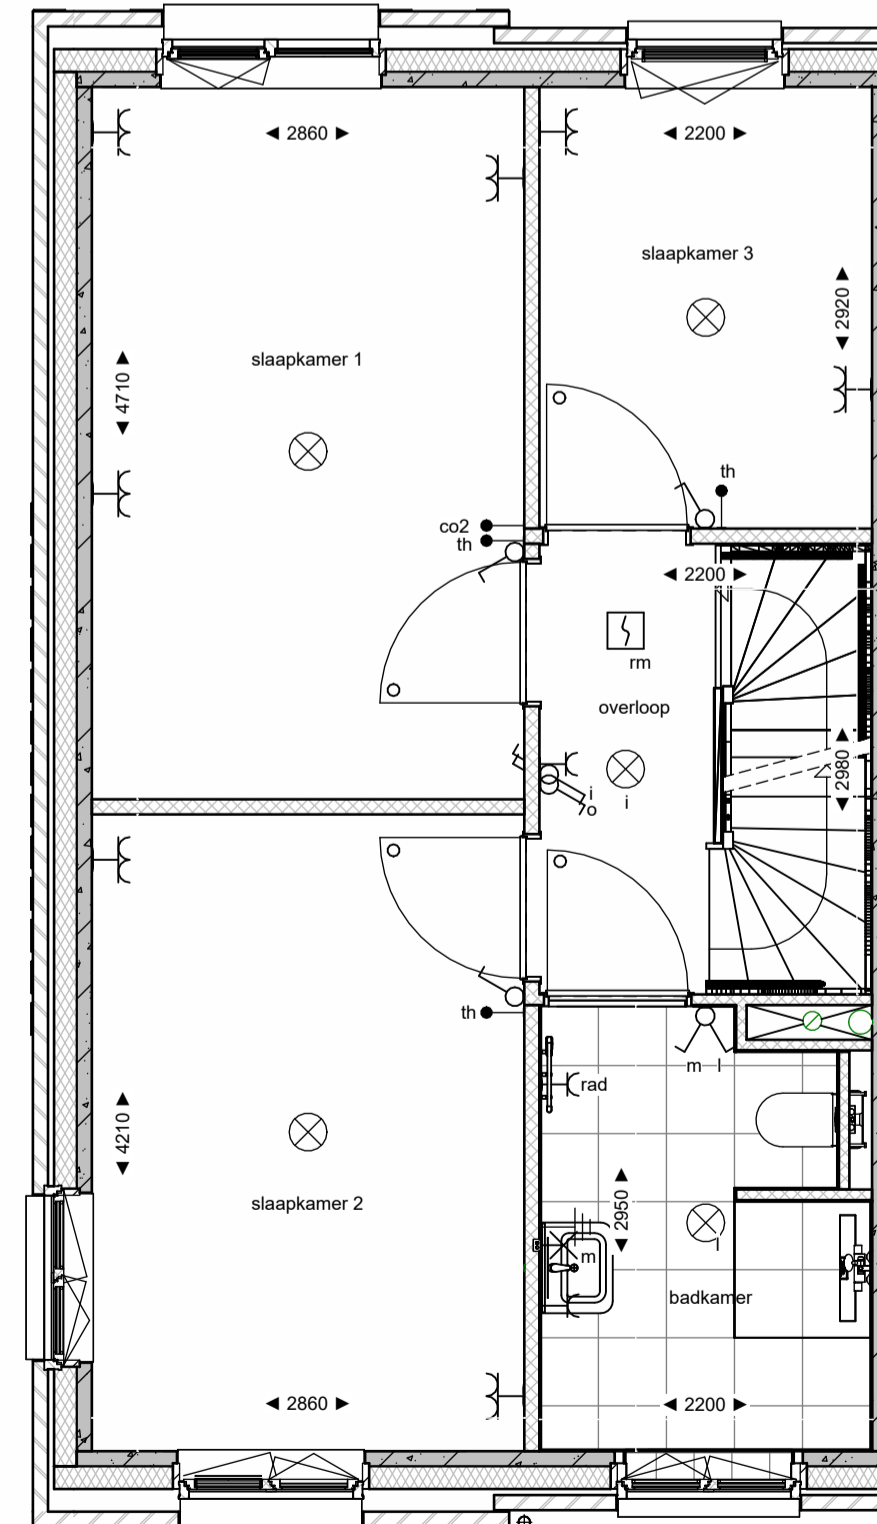 2860
2200
slaapkamer 3
2920
slaapkamer 1
4710
th
co2
th
2200
rm
overloop
2980
i
o
i
th
m l
rad
4210
slaapkamer 2
2950
l
m
badkamer
2860
2200